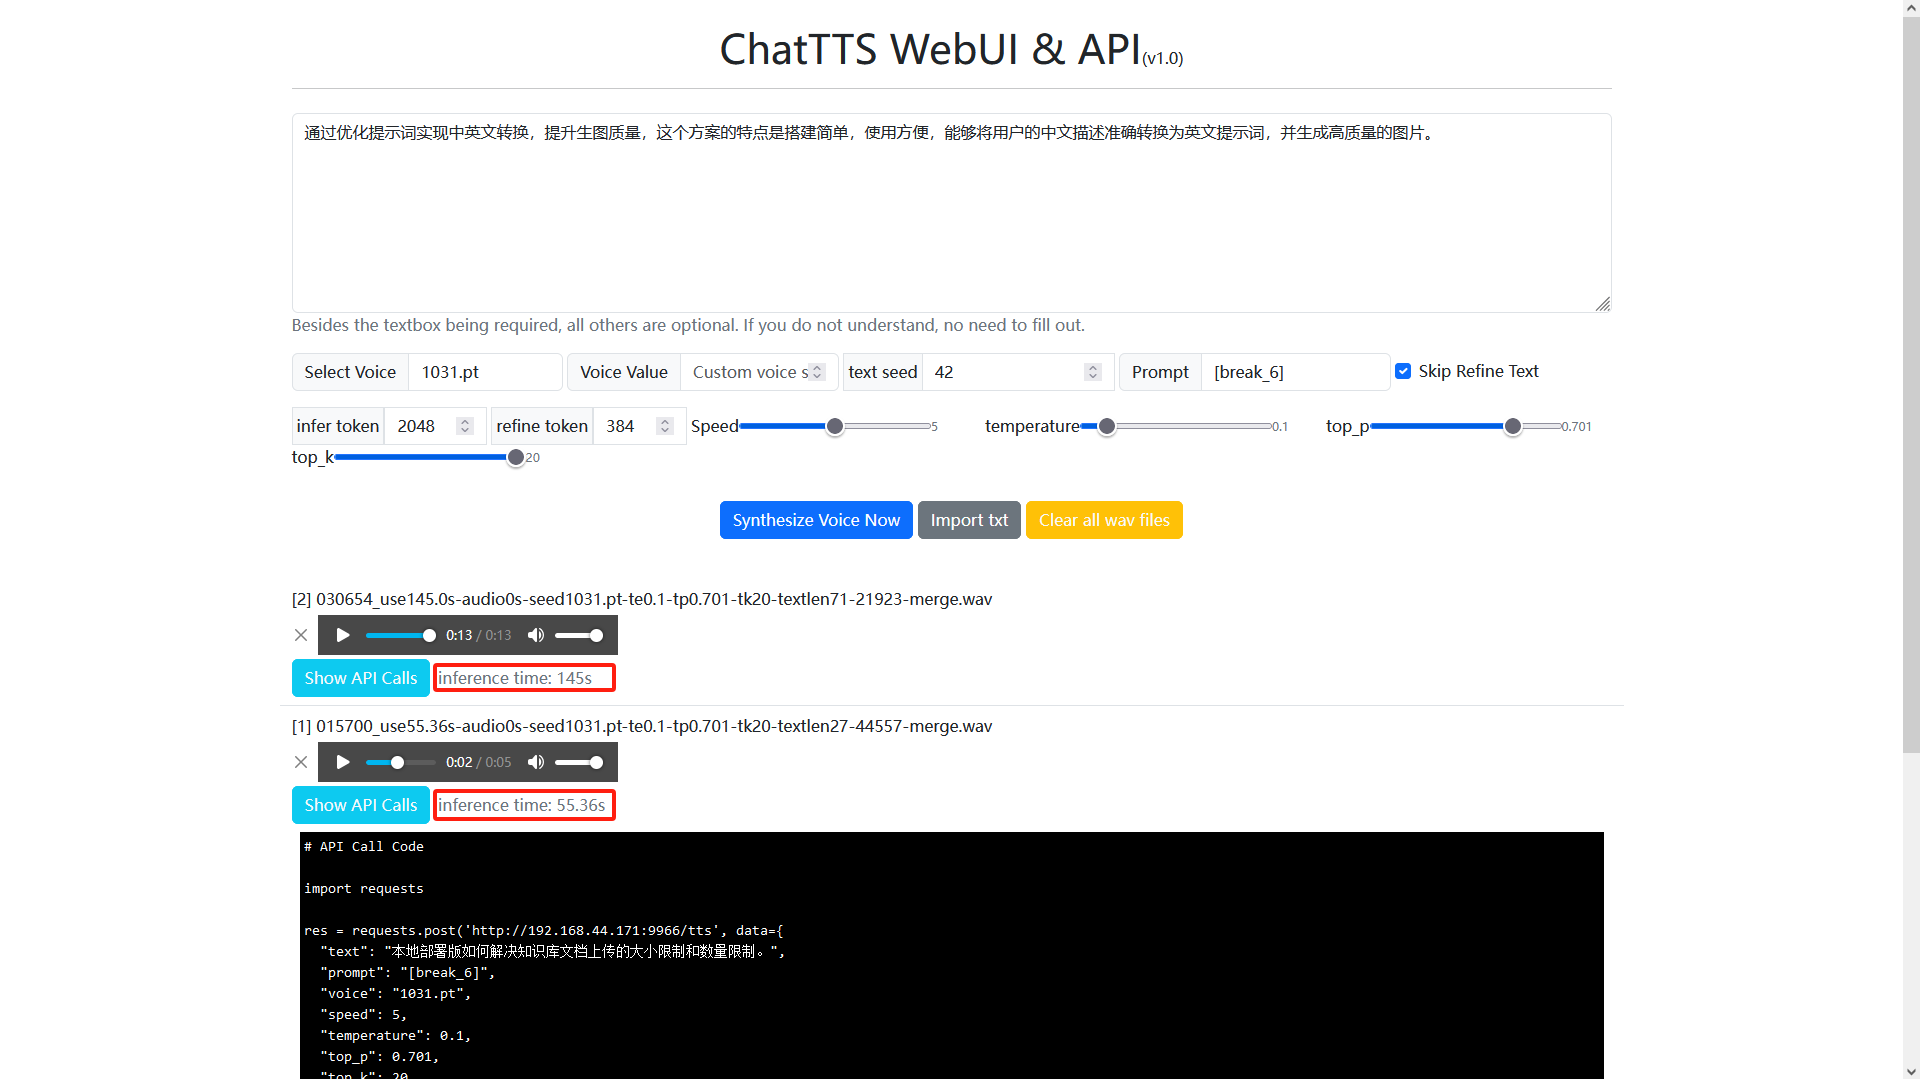 ChatTTS WebUI & API(v1.0)
通过优化提示词实现中英文转换，提升生图质量，这个方案的特点是搭建简单，使用方便，能够将用户的中文描述准确转换为英文提示词，并生成高质量的图片。
Besides the textbox being required, all others are optional. If you do not understand, no need to fill out.
Select Voice 1031.pt Voice Value Custom voice s text seed 42 Prompt [break_6] Skip Refine Text
infer token 2048 refine token 384 Speed 5 temperature 0.1 top_p 0.701
top_k 20
Synthesize Voice Now Import txt Clear all wav files
[2] 030654_use145.0s-audio0s-seed1031.pt-te0.1-tp0.701-tk20-textlen71-21923-merge.wav
0:13 / 0:13
Show API Calls inference time: 145s
[1] 015700_use55.36s-audio0s-seed1031.pt-te0.1-tp0.701-tk20-textlen27-44557-merge.wav
0:02 / 0:05
Show API Calls inference time: 55.36s
# API Call Code
import requests
res = requests.post('http://192.168.44.171:9966/tts', data={
"text": "本地部署版如何解决知识库文档上传的大小限制和数量限制。",
"prompt": "[break_6]",
"voice": "1031.pt",
"speed": 5,
"temperature": 0.1,
"top_p": 0.701,
"top_k": 20